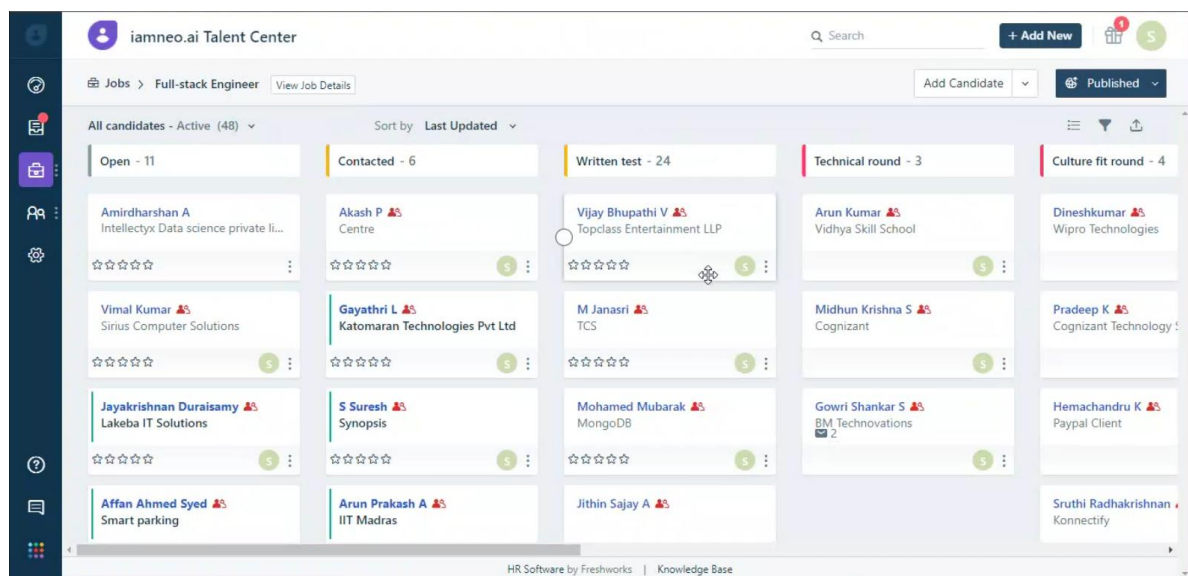 iamneo.ai Talent Center
Search
+ Add New
1
S
Jobs > Full-stack Engineer View Job Details
Add Candidate
Published
All candidates - Active (48)
Sort by Last Updated
Open - 11
Contacted - 6
Written test - 24
Technical round - 3
Culture fit round - 4
Amirdharshan A
Intellectyx Data science private li...
Akash P
Centre
S
Vijay Bhupathi V
Topclass Entertainment LLP
S
Arun Kumar
Vidhya Skill School
S
Dineshkumar
Wipro Technologies
Vimal Kumar
Sirius Computer Solutions
S
Gayathri L
Katomaran Technologies Pvt Ltd
S
M Janasri
TCS
S
Midhun Krishna S
Cognizant
S
Pradeep K
Cognizant Technology
Jayakrishnan Duraisamy
Lakeba IT Solutions
S
S Suresh
Synopsis
S
Mohamed Mubarak
MongoDB
S
Gowri Shankar S
BM Technovations
2
S
Hemachandru K
Paypal Client
Affan Ahmed Syed
Smart parking
Arun Prakash A
IIT Madras
Jithin Sajay A
Sruthi Radhakrishnan
Konnectify
HR Software by Freshworks | Knowledge Base